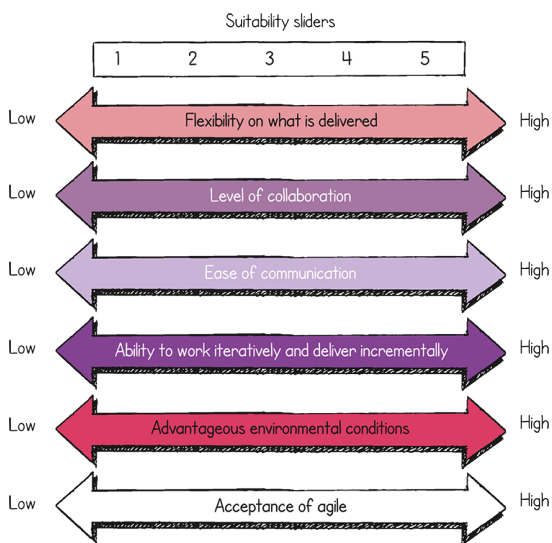 Suitability sliders
1 2 3 4 5
Low Flexibility on what is delivered High
Low Level of collaboration High
Low Ease of communication High
Low Ability to work iteratively and deliver incrementally High
Low Advantageous environmental conditions High
Low Acceptance of agile High